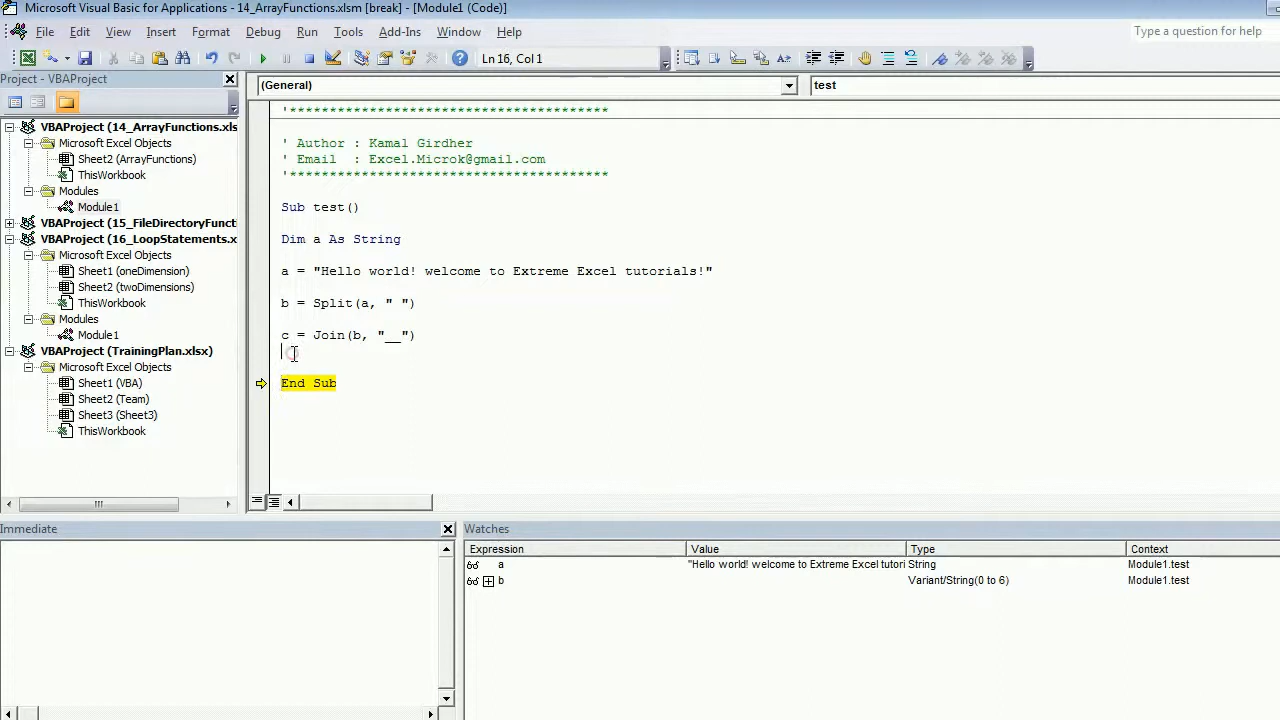 Microsoft Visual Basic for Applications - 14_ArrayFunctions.xlsm [break] - [Module1 (Code)]
File Edit View Insert Format Debug Run Tools Add-Ins Window Help
Type a question for help
Ln 16, Col 1
Project - VBAProject
(General)
test
VBAProject (14_ArrayFunctions.xls
Microsoft Excel Objects
Sheet2 (ArrayFunctions)
ThisWorkbook
Modules
Module1
VBAProject (15_FileDirectoryFuncti
VBAProject (16_LoopStatements.x
Microsoft Excel Objects
Sheet1 (oneDimension)
Sheet2 (twoDimensions)
ThisWorkbook
Modules
Module1
VBAProject (TrainingPlan.xlsx)
Microsoft Excel Objects
Sheet1 (VBA)
Sheet2 (Team)
Sheet3 (Sheet3)
ThisWorkbook
'****************************************
' Author : Kamal Girdher
' Email  : Excel.Microk@gmail.com
'****************************************
Sub test()
Dim a As String
a = "Hello world! welcome to Extreme Excel tutorials!"
b = Split(a, " ")
c = Join(b, "__")
End Sub
Immediate
Watches
Expression Value Type Context
a "Hello world! welcome to Extreme Excel tutori String Module1.test
b Variant/String(0 to 6) Module1.test